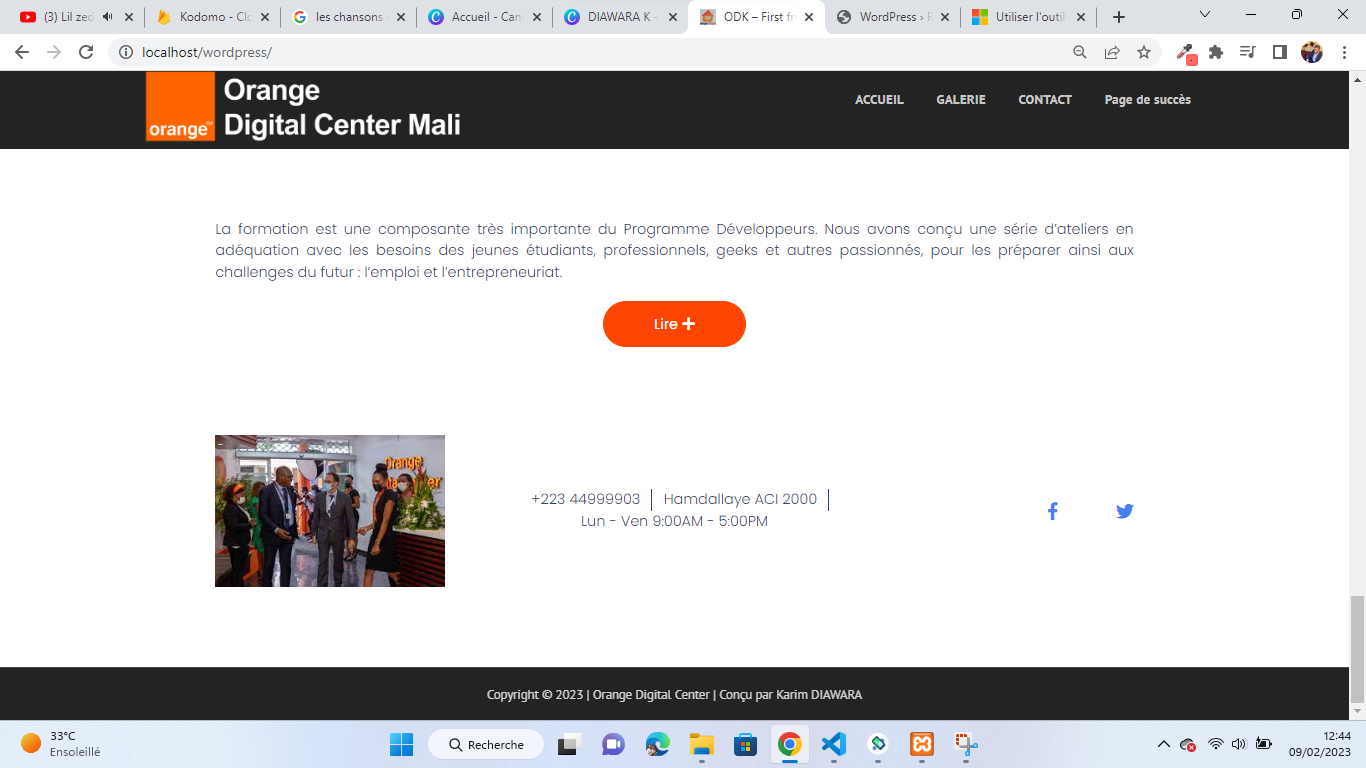 (3) Lil zed
Kodomo - Clo
les chansons
Accueil - Can
DIAWARA K -
ODK – First fr
WordPress › F
Utiliser l'outil
localhost/wordpress/
orange™
Orange
Digital Center Mali
ACCUEIL
GALERIE
CONTACT
Page de succès
La formation est une composante très importante du Programme Développeurs. Nous avons conçu une série d’ateliers en
adéquation avec les besoins des jeunes étudiants, professionnels, geeks et autres passionnés, pour les préparer ainsi aux
challenges du futur : l’emploi et l’entrepreneuriat.
Lire +
Orange
+223 44999903 | Hamdallaye ACI 2000 |
Lun - Ven 9:00AM - 5:00PM
Copyright © 2023 | Orange Digital Center | Conçu par Karim DIAWARA
33°C
Ensoleillé
Recherche
12:44
09/02/2023